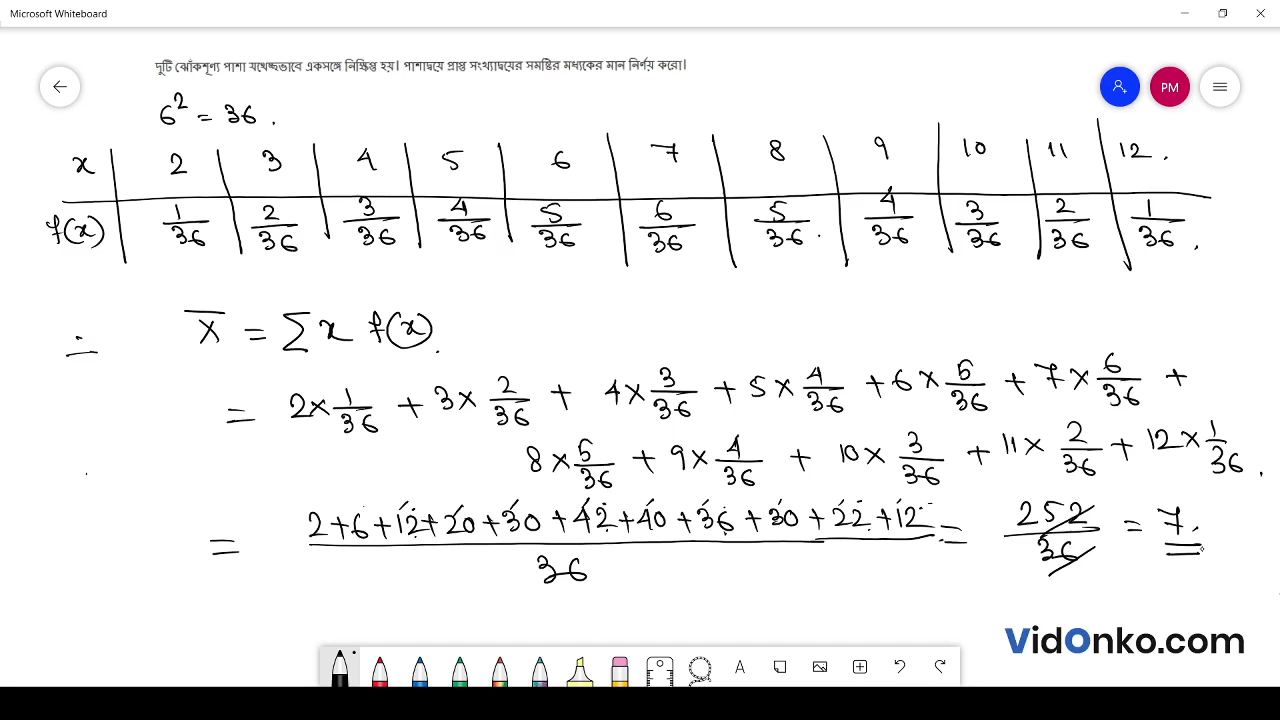 Microsoft Whiteboard
দুটি ঝোঁকশূন্য পাশা যথেচ্ছভাবে একসঙ্গে নিক্ষিপ্ত হয়। পাশাদ্বয়ে প্রাপ্ত সংখ্যাদ্বয়ের সমষ্টির মধ্যকের মান নির্ণয় করো।
PM
6² = 36 .
x | 2 | 3 | 4 | 5 | 6 | 7 | 8 | 9 | 10 | 11 | 12 .
f(x) | 1/36 | 2/36 | 3/36 | 4/36 | 5/36 | 6/36 | 5/36 . | 4/36 | 3/36 | 2/36 | 1/36 .
∴ X̅ = Σ x f(x) .
= 2 × 1/36 + 3 × 2/36 + 4 × 3/36 + 5 × 4/36 + 6 × 5/36 + 7 × 6/36 +
8 × 5/36 + 9 × 4/36 + 10 × 3/36 + 11 × 2/36 + 12 × 1/36 .
= (2+6+12+20+30+42+40+36+30+22+12)/36 = 252/36 = 7.
VidOnko.com
A